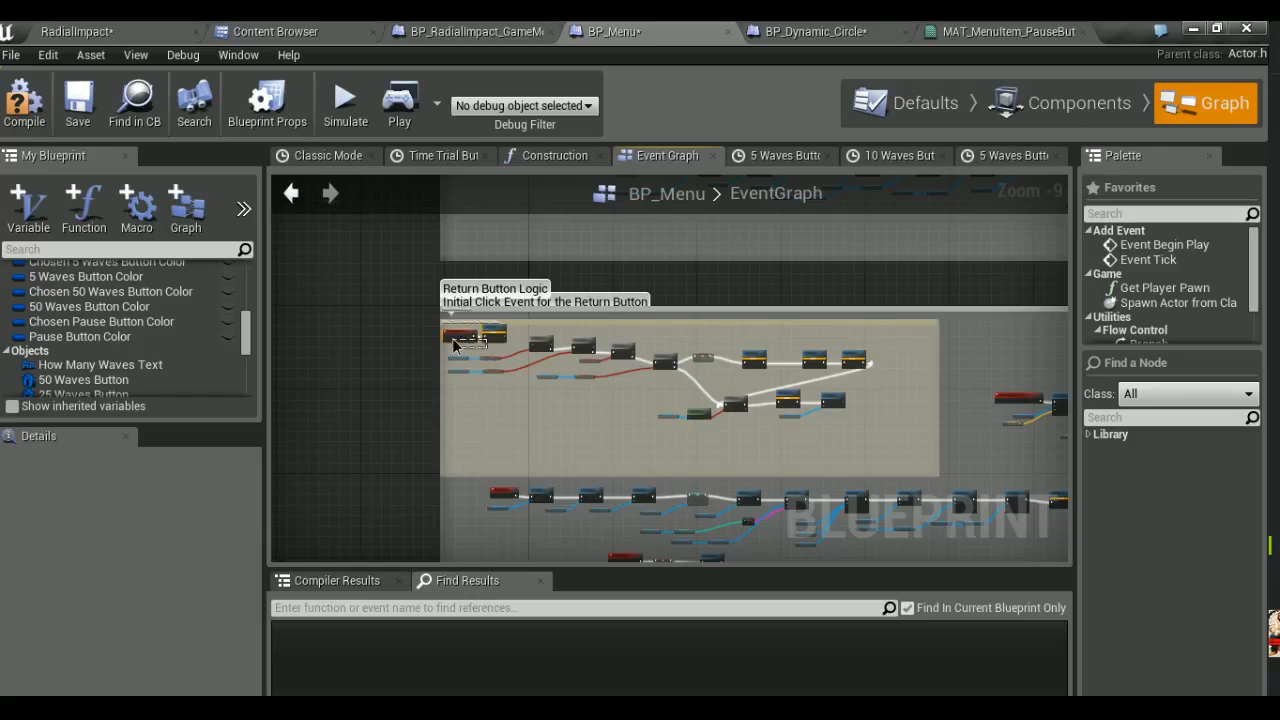 RadialImpact*
Content Browser
BP_RadialImpact_GameM
BP_Menu*
BP_Dynamic_Circle*
MAT_MenuItem_PauseBut
File Edit Asset View Window Debug Help
Parent class: Actor.h
Compile
Save
Find in CB
Search
Blueprint Props
Simulate
Play
No debug object selected
Debug Filter
Defaults
Components
Graph
My Blueprint
Classic Mode
Time Trial But
Construction
Event Graph
5 Waves Butt
10 Waves But
5 Waves Butt
Palette
Variable
Function
Macro
Graph
Search
Chosen 5 Waves Button Color
5 Waves Button Color
Chosen 50 Waves Button Color
50 Waves Button Color
Chosen Pause Button Color
Pause Button Color
Objects
How Many Waves Text
50 Waves Button
25 Waves Button
Show inherited variables
Details
BP_Menu > EventGraph
Zoom -9
Return Button Logic
Initial Click Event for the Return Button
BLUEPRINT
Favorites
Search
Add Event
Event Begin Play
Event Tick
Game
Get Player Pawn
Spawn Actor from Cla
Utilities
Flow Control
Branch
Find a Node
Class: All
Search
Library
Compiler Results
Find Results
Enter function or event name to find references...
Find In Current Blueprint Only